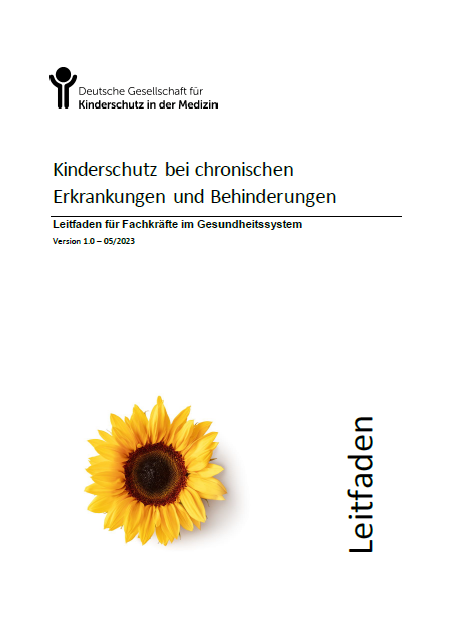 Deutsche Gesellschaft für
Kinderschutz in der Medizin
Kinderschutz bei chronischen
Erkrankungen und Behinderungen
Leitfaden für Fachkräfte im Gesundheitssystem
Version 1.0 – 05/2023
Leitfaden